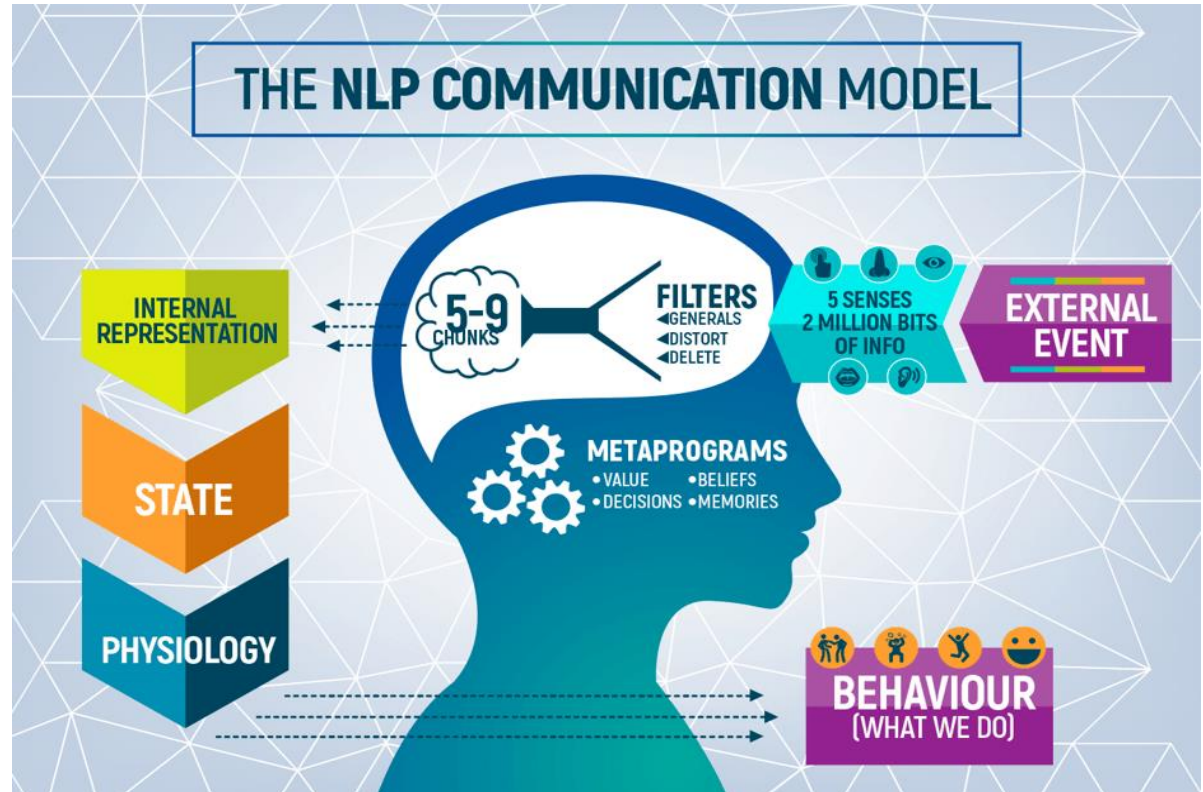 THE NLP COMMUNICATION MODEL
EXTERNAL
EVENT
5 SENSES
2 MILLION BITS
OF INFO
FILTERS
◀GENERALS
◀DISTORT
◀DELETE
5-9
CHUNKS
METAPROGRAMS
•VALUE •BELIEFS
•DECISIONS •MEMORIES
INTERNAL
REPRESENTATION
STATE
PHYSIOLOGY
BEHAVIOUR
(WHAT WE DO)